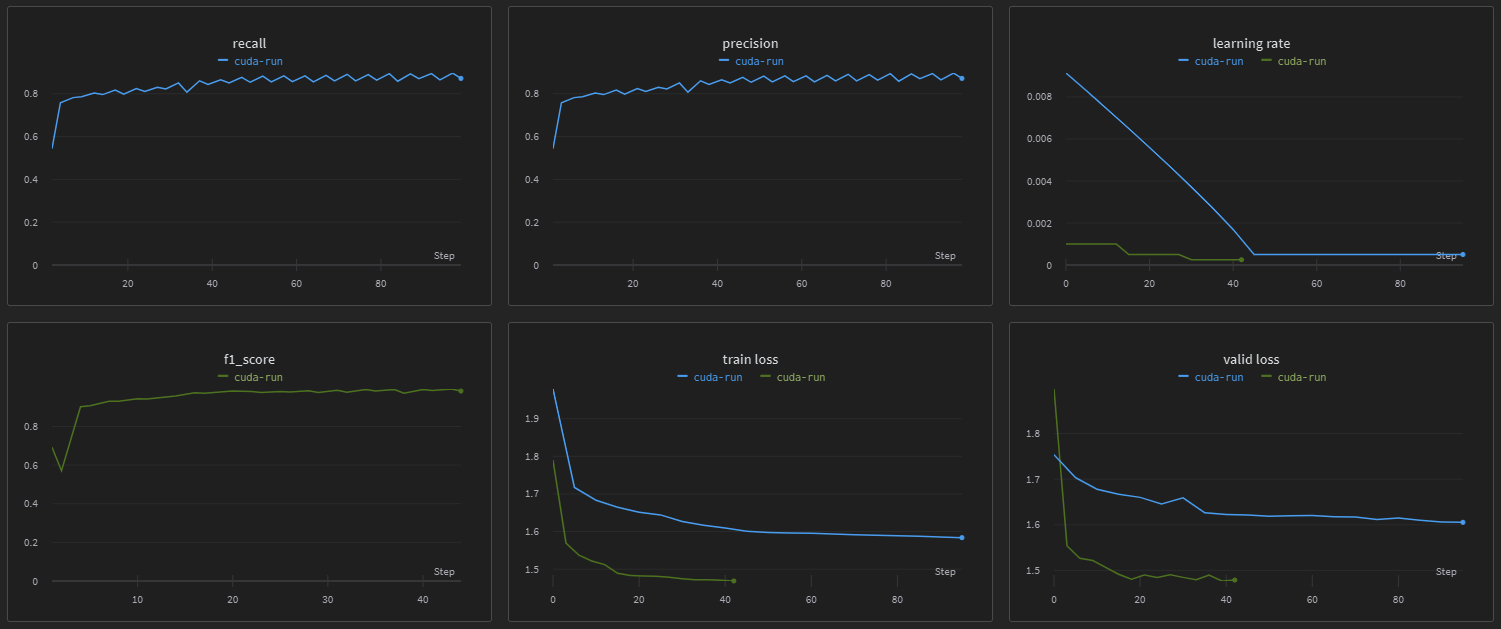 recall
cuda-run
0.8
0.6
0.4
0.2
0
Step
20 40 60 80
precision
cuda-run
0.8
0.6
0.4
0.2
0
Step
20 40 60 80
learning rate
cuda-run cuda-run
0.008
0.006
0.004
0.002
0
Step
0 20 40 60 80
f1_score
cuda-run
0.8
0.6
0.4
0.2
0
Step
10 20 30 40
train loss
cuda-run cuda-run
1.9
1.8
1.7
1.6
1.5
Step
0 20 40 60 80
valid loss
cuda-run cuda-run
1.8
1.7
1.6
1.5
Step
0 20 40 60 80